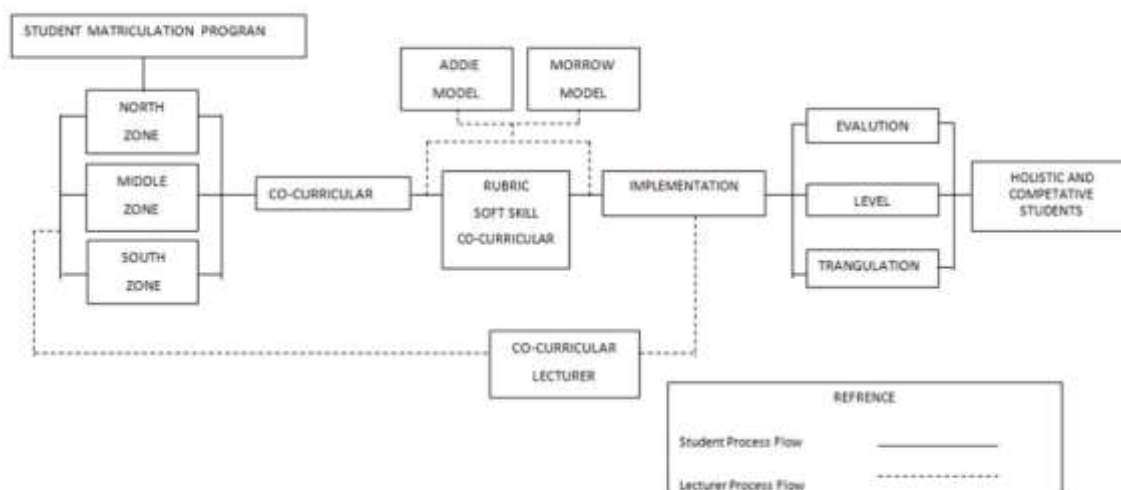 STUDENT MATRICULATION PROGRAN
ADDIE
MODEL
MORROW
MODEL
NORTH
ZONE
MIDDLE
ZONE
SOUTH
ZONE
CO-CURRICULAR
RUBRIC
SOFT SKILL
CO-CURRICULAR
IMPLEMENTATION
EVALUTION
LEVEL
TRANGULATION
HOLISTIC AND
COMPETATIVE
STUDENTS
CO-CURRICULAR
LECTURER
REFRENCE
Student Process Flow
Lecturer Process Flow